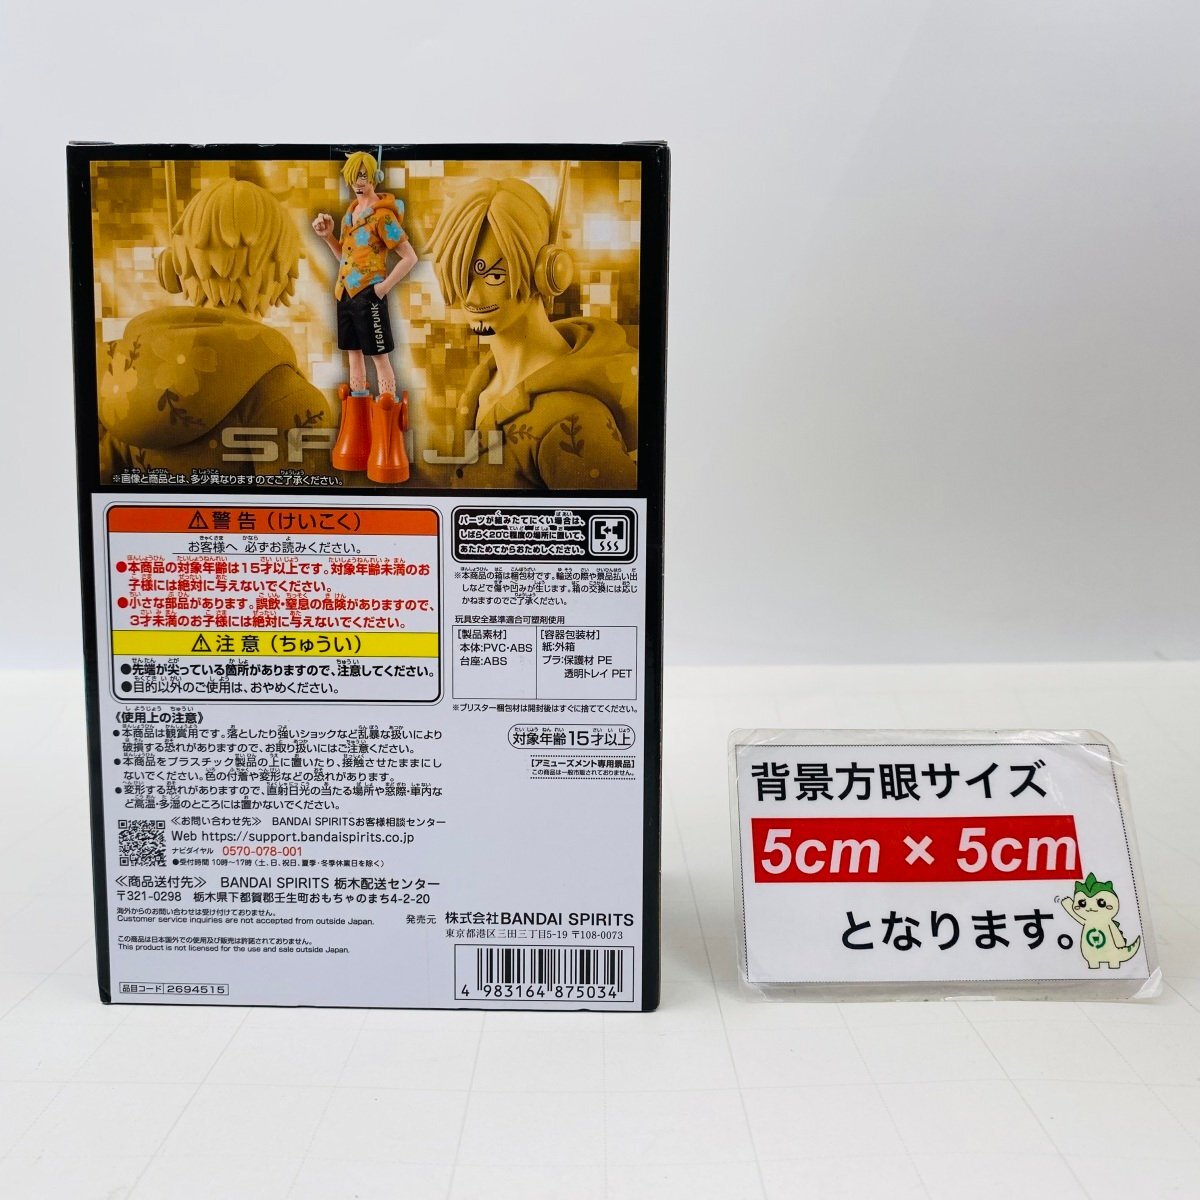 VEGAPUNK
SANJI
※画像と商品とは、多少異なりますのでご了承ください。
⚠警告(けいこく)
お客様へ 必ずお読みください。
●本商品の対象年齢は15才以上です。対象年齢未満のお
子様には絶対に与えないでください。
●小さな部品があります。誤飲・窒息の危険がありますので、
3才未満のお子様には絶対に与えないでください。
⚠注意(ちゅうい)
●先端が尖っている箇所がありますので、注意してください。
●目的以外のご使用は、おやめください。
《使用上の注意》
●本商品は観賞用です。落としたり強いショックなど乱暴な扱いにより
破損する恐れがありますので、お取り扱いにはご注意ください。
●本商品をプラスチック製品の上に置いたり、接触させたままにし
ないでください。色の付着や変形などの恐れがあります。
●変形する恐れがありますので、直射日光の当たる場所や窓際・車内な
ど高温・多湿のところには置かないでください。
≪お問い合わせ先≫ BANDAI SPIRITSお客様相談センター
Web https://support.bandaispirits.co.jp
ナビダイヤル 0570-078-001
●受付時間 10時〜17時(土、日、祝日、夏季・冬季休業日を除く)
≪商品送付先≫ BANDAI SPIRITS 栃木配送センター
〒321-0298 栃木県下都賀郡壬生町おもちゃのまち4-2-20
海外からのお問い合わせは受け付けておりません。
Customer service inquiries are not accepted from outside Japan.
この商品は日本国外での使用及び販売は許諾されておりません。
This product is not licensed for the use and sale outside Japan.
品目コード 2694515
パーツが組みたてにくい場合は、
しばらく20℃程度の場所に置いて、
あたためてからおためしください。
※本商品の箱は梱包材です。輸送の際や景品払い出
しなどで傷や凹みが生じます。箱の交換には応じ
かねますのでご了承ください。
玩具安全基準適合可塑剤使用
[製品素材]
本体:PVC・ABS
台座:ABS
[容器包装材]
紙:外箱
プラ:保護材 PE
透明トレイ PET
※ブリスター梱包材は開封後はすぐに捨ててください。
対象年齢15才以上
【アミューズメント専用景品】
この商品は一般市販されておりません。
発売元 株式会社BANDAI SPIRITS
東京都港区三田三丁目5-19 〒108-0073
4 983164 875034
背景方眼サイズ
5cm × 5cm
となります。